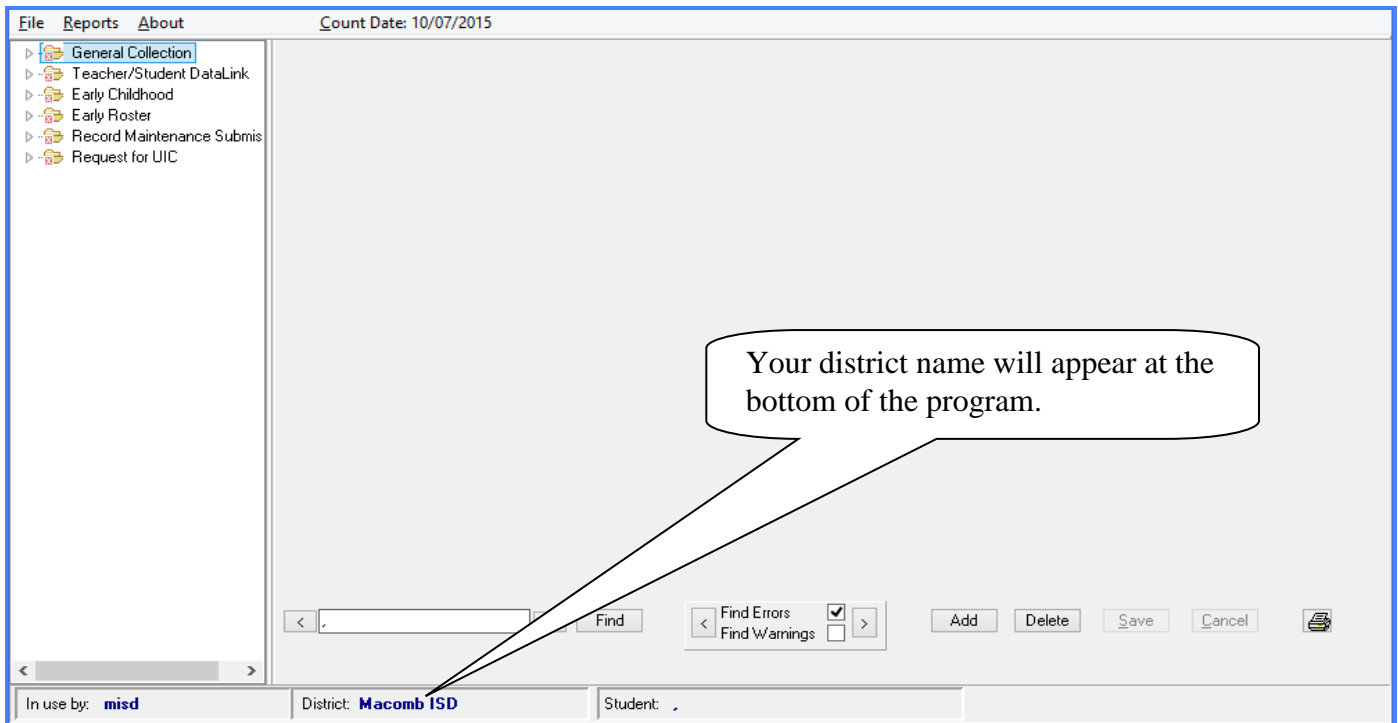 File Reports About Count Date: 10/07/2015
General Collection
Teacher/Student DataLink
Early Childhood
Early Roster
Record Maintenance Submis
Request for UIC
Your district name will appear at the
bottom of the program.
< , Find
< Find Errors >
Find Warnings
Add Delete Save Cancel
< >
In use by: misd District: Macomb ISD Student: ,